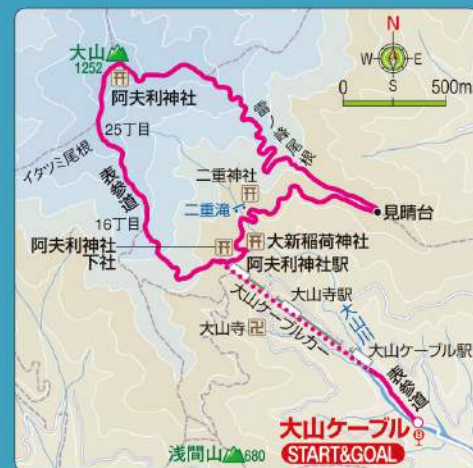 大山
1252
阿夫利神社
N
W
E
S
0 500m
25丁目
イタツミ尾根
表参道
雷ノ峰尾根
二重神社
二重滝
見晴台
16丁目
阿夫利神社
下社
大新稲荷神社
阿夫利神社駅
大山ケーブルカー
大山寺駅
大山川
大山寺
大山ケーブル駅
表参道
大山ケーブル
START&GOAL
浅間山
680